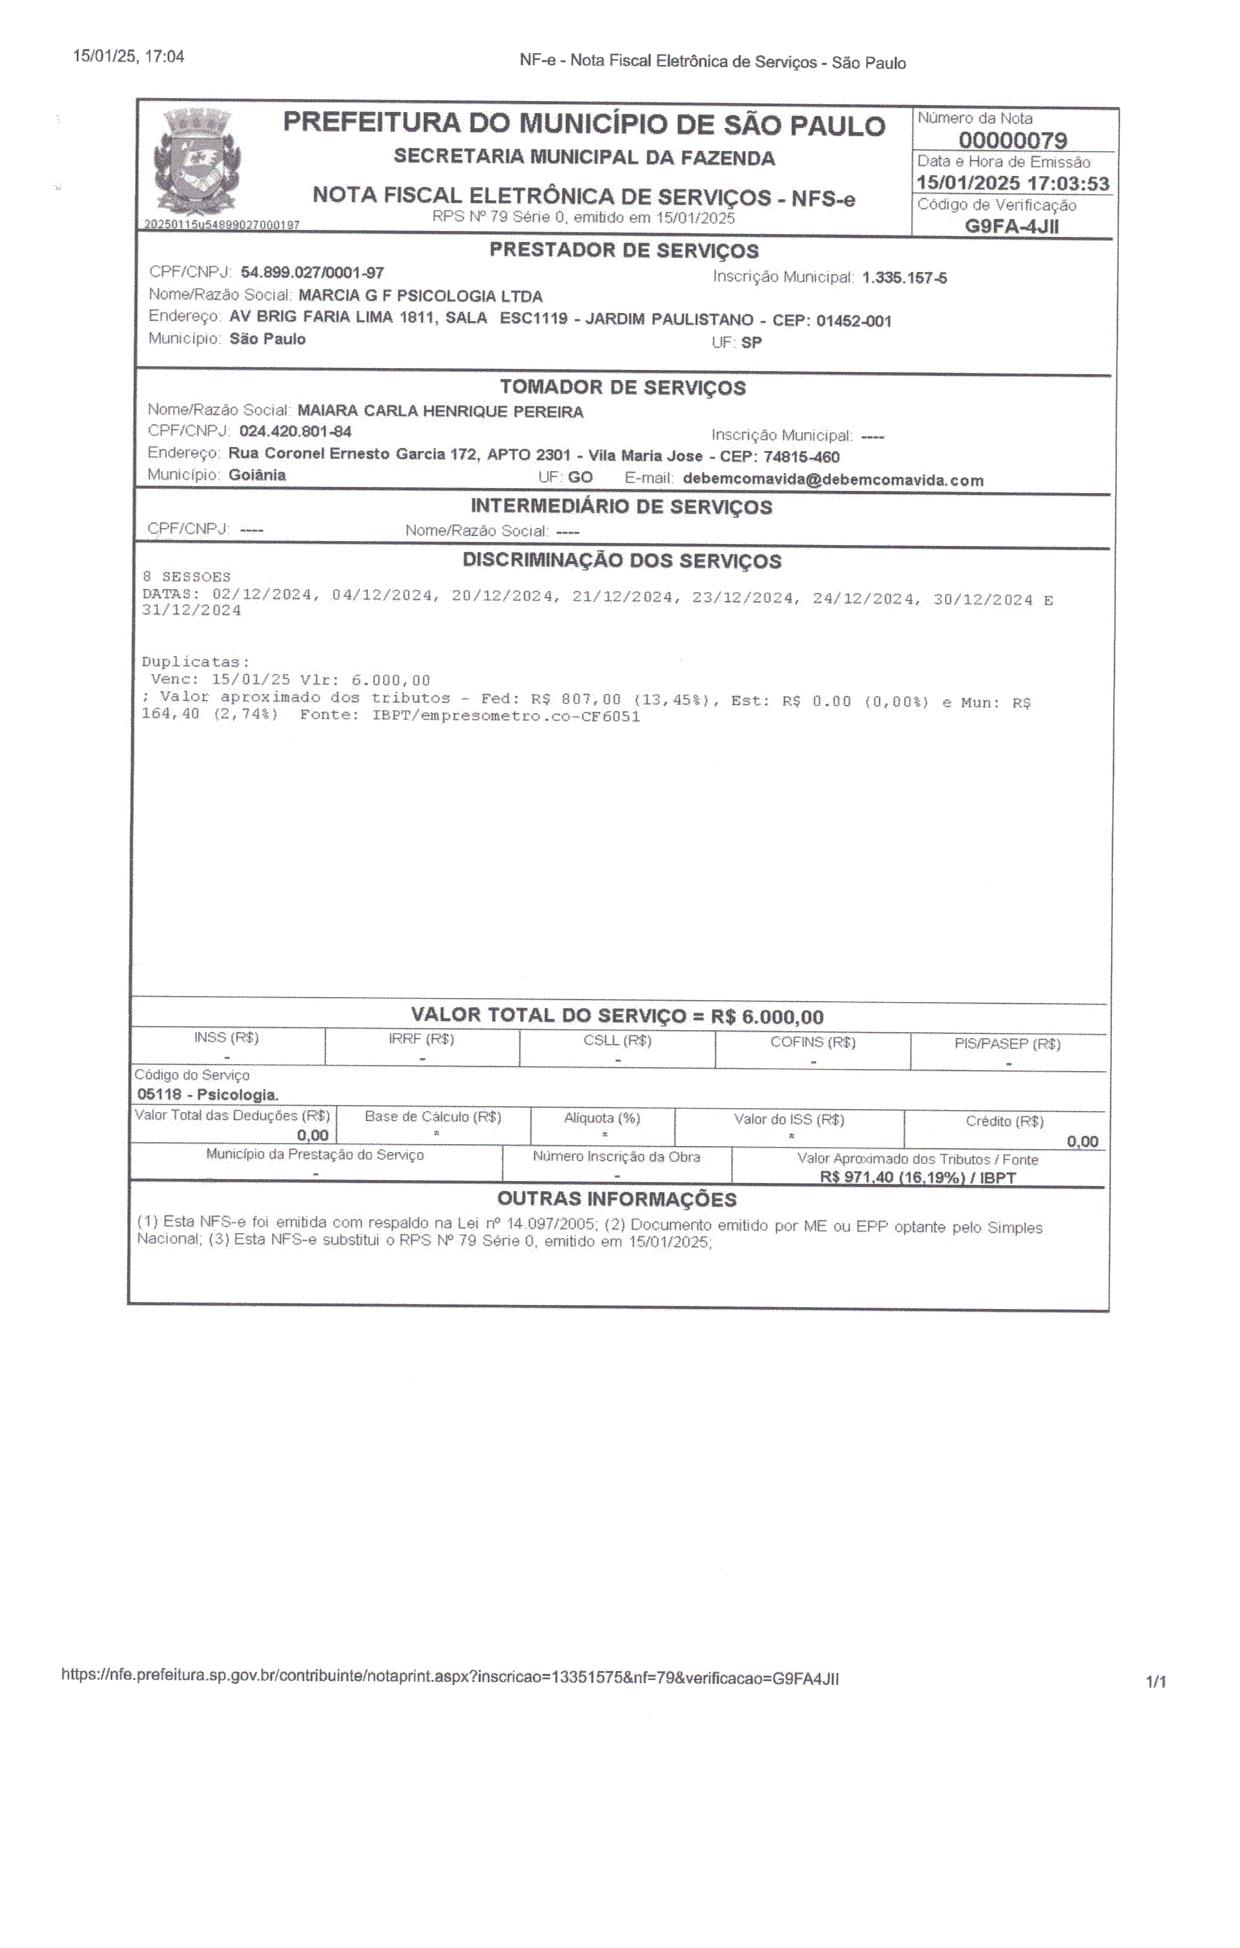 15/01/25, 17:04
NF-e - Nota Fiscal Eletrônica de Serviços - São Paulo
PREFEITURA DO MUNICÍPIO DE SÃO PAULO
SECRETARIA MUNICIPAL DA FAZENDA
NOTA FISCAL ELETRÔNICA DE SERVIÇOS - NFS-e
RPS Nº 79 Série 0, emitido em 15/01/2025
20250115u54899027000197
Número da Nota
00000079
Data e Hora de Emissão
15/01/2025 17:03:53
Código de Verificação
G9FA-4JII
PRESTADOR DE SERVIÇOS
CPF/CNPJ: 54.899.027/0001-97 Inscrição Municipal: 1.335.157-5
Nome/Razão Social: MARCIA G F PSICOLOGIA LTDA
Endereço: AV BRIG FARIA LIMA 1811, SALA ESC1119 - JARDIM PAULISTANO - CEP: 01452-001
Município: São Paulo UF: SP
TOMADOR DE SERVIÇOS
Nome/Razão Social: MAIARA CARLA HENRIQUE PEREIRA
CPF/CNPJ: 024.420.801-84 Inscrição Municipal: ----
Endereço: Rua Coronel Ernesto Garcia 172, APTO 2301 - Vila Maria Jose - CEP: 74815-460
Município: Goiânia UF: GO E-mail: debemcomavida@debemcomavida.com
INTERMEDIÁRIO DE SERVIÇOS
CPF/CNPJ: ---- Nome/Razão Social: ----
DISCRIMINAÇÃO DOS SERVIÇOS
8 SESSOES
DATAS: 02/12/2024, 04/12/2024, 20/12/2024, 21/12/2024, 23/12/2024, 24/12/2024, 30/12/2024 E
31/12/2024
Duplicatas:
Venc: 15/01/25 Vlr: 6.000,00
; Valor aproximado dos tributos - Fed: R$ 807,00 (13,45%), Est: R$ 0.00 (0,00%) e Mun: R$
164,40 (2,74%) Fonte: IBPT/empresometro.co-CF6051
VALOR TOTAL DO SERVIÇO = R$ 6.000,00
INSS (R$) IRRF (R$) CSLL (R$) COFINS (R$) PIS/PASEP (R$)
- - - - -
Código do Serviço
05118 - Psicologia.
Valor Total das Deduções (R$) Base de Cálculo (R$) Alíquota (%) Valor do ISS (R$) Crédito (R$)
0,00 * * * 0,00
Município da Prestação do Serviço Número Inscrição da Obra Valor Aproximado dos Tributos / Fonte
- - R$ 971,40 (16,19%) / IBPT
OUTRAS INFORMAÇÕES
(1) Esta NFS-e foi emitida com respaldo na Lei nº 14.097/2005; (2) Documento emitido por ME ou EPP optante pelo Simples
Nacional; (3) Esta NFS-e substitui o RPS Nº 79 Série 0, emitido em 15/01/2025;
https://nfe.prefeitura.sp.gov.br/contribuinte/notaprint.aspx?inscricao=13351575&nf=79&verificacao=G9FA4JII
1/1